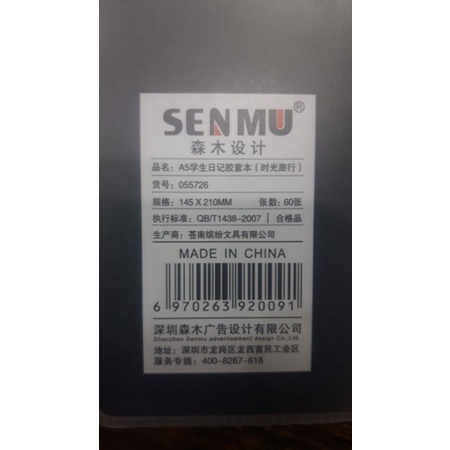 SENMU®
森木设计
品名：A5学生日记胶套本（时光旅行）
货号：055726
规格：145 X 210MM 张数：60张
执行标准：QB/T1438-2007 | 合格品
生产商：苍南缤纷文具有限公司
MADE IN CHINA
6 970263 920091
深圳森木广告设计有限公司
Shenzhen Senmu advertisement design Co.,Ltd.
地址：深圳市龙岗区龙西富民工业区
服务专线：400-8267-618